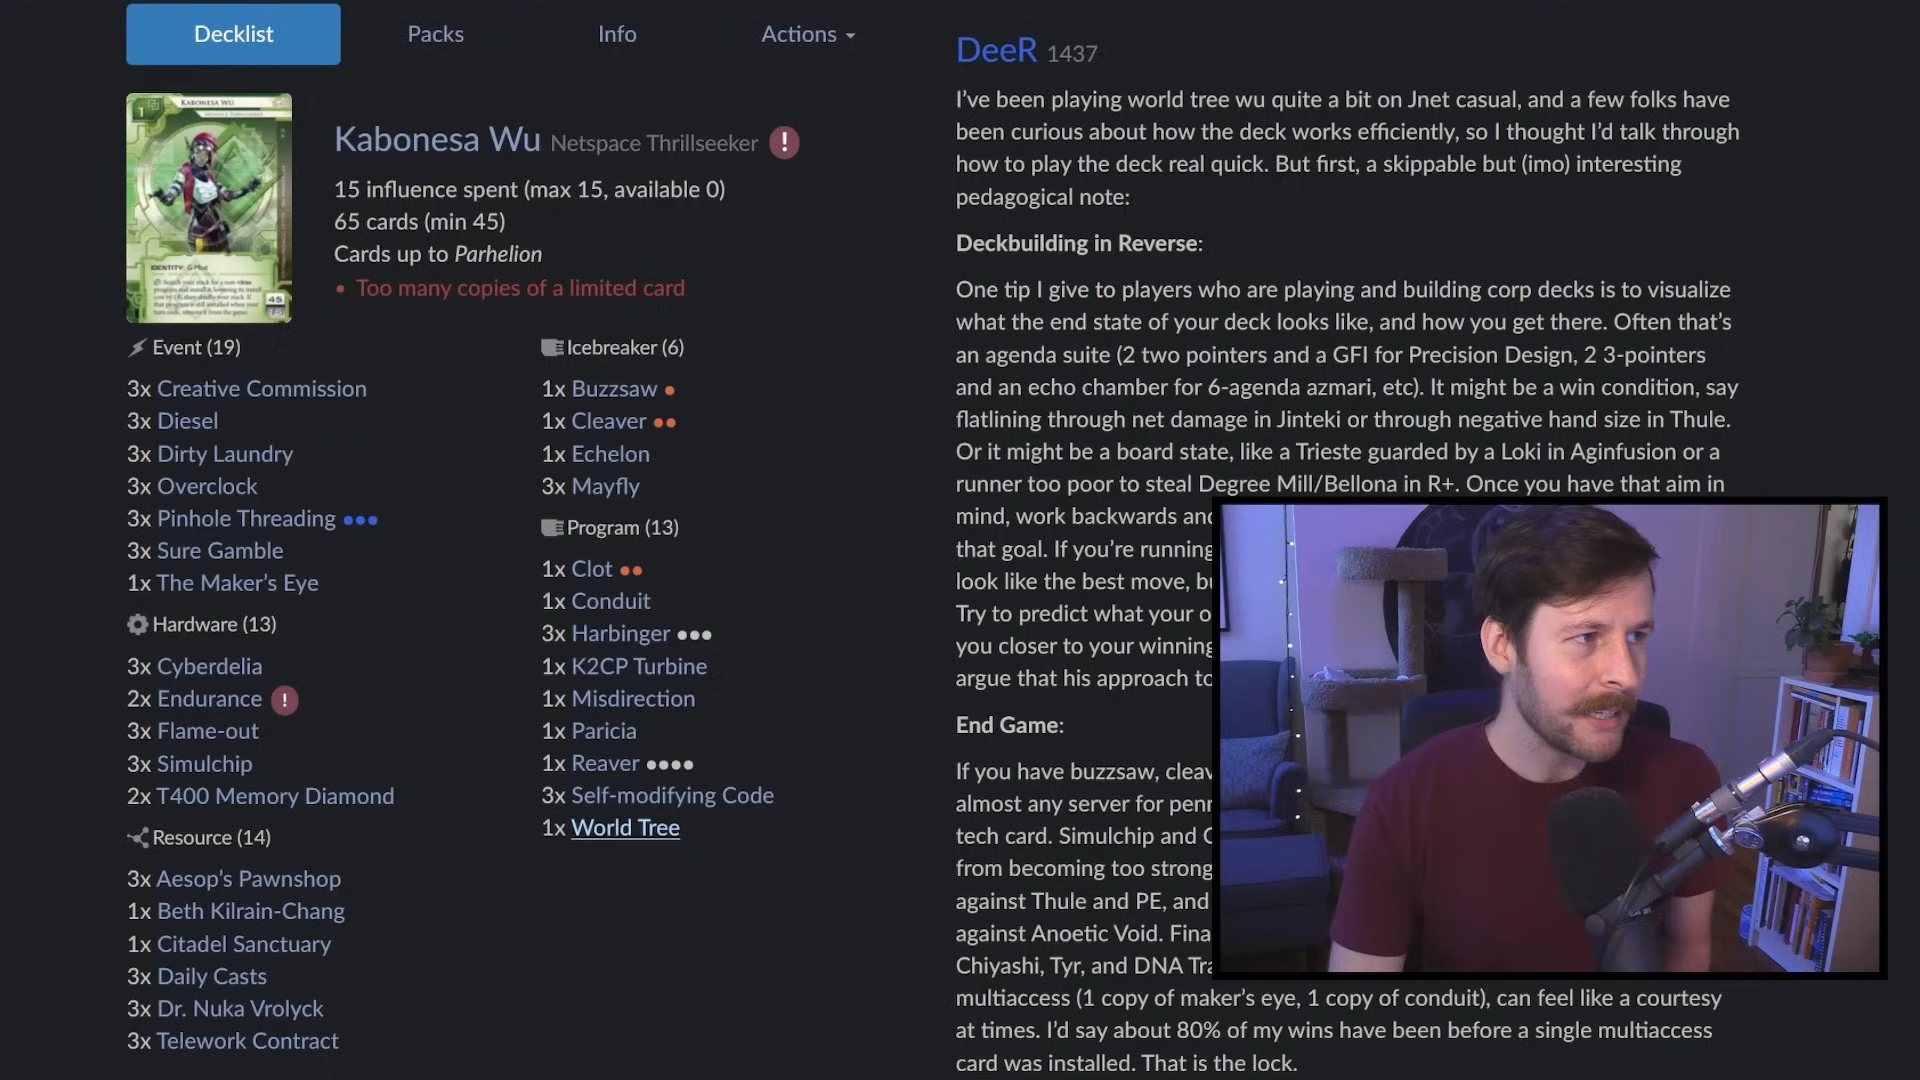 Decklist
Packs
Info
Actions
KABONESA WU
1
IDENTITY: G-Mod
45
Kabonesa Wu Netspace Thrillseeker !
15 influence spent (max 15, available 0)
65 cards (min 45)
Cards up to Parhelion
• Too many copies of a limited card
Event (19)
3x Creative Commission
3x Diesel
3x Dirty Laundry
3x Overclock
3x Pinhole Threading •••
3x Sure Gamble
1x The Maker's Eye
Hardware (13)
3x Cyberdelia
2x Endurance !
3x Flame-out
3x Simulchip
2x T400 Memory Diamond
Resource (14)
3x Aesop's Pawnshop
1x Beth Kilrain-Chang
1x Citadel Sanctuary
3x Daily Casts
3x Dr. Nuka Vrolyck
3x Telework Contract
Icebreaker (6)
1x Buzzsaw •
1x Cleaver ••
1x Echelon
3x Mayfly
Program (13)
1x Clot ••
1x Conduit
3x Harbinger •••
1x K2CP Turbine
1x Misdirection
1x Paricia
1x Reaver ••••
3x Self-modifying Code
1x World Tree
DeeR 1437
I've been playing world tree wu quite a bit on Jnet casual, and a few folks have
been curious about how the deck works efficiently, so I thought I'd talk through
how to play the deck real quick. But first, a skippable but (imo) interesting
pedagogical note:
Deckbuilding in Reverse:
One tip I give to players who are playing and building corp decks is to visualize
what the end state of your deck looks like, and how you get there. Often that's
an agenda suite (2 two pointers and a GFI for Precision Design, 2 3-pointers
and an echo chamber for 6-agenda azmari, etc). It might be a win condition, say
flatlining through net damage in Jinteki or through negative hand size in Thule.
Or it might be a board state, like a Trieste guarded by a Loki in Aginfusion or a
runner too poor to steal Degree Mill/Bellona in R+. Once you have that aim in
mind, work backwards and
that goal. If you're running
look like the best move, bu
Try to predict what your o
you closer to your winning
argue that his approach to
End Game:
If you have buzzsaw, cleav
almost any server for penn
tech card. Simulchip and C
from becoming too strong
against Thule and PE, and
against Anoetic Void. Fina
Chiyashi, Tyr, and DNA Tra
multiaccess (1 copy of maker's eye, 1 copy of conduit), can feel like a courtesy
at times. I'd say about 80% of my wins have been before a single multiaccess
card was installed. That is the lock.